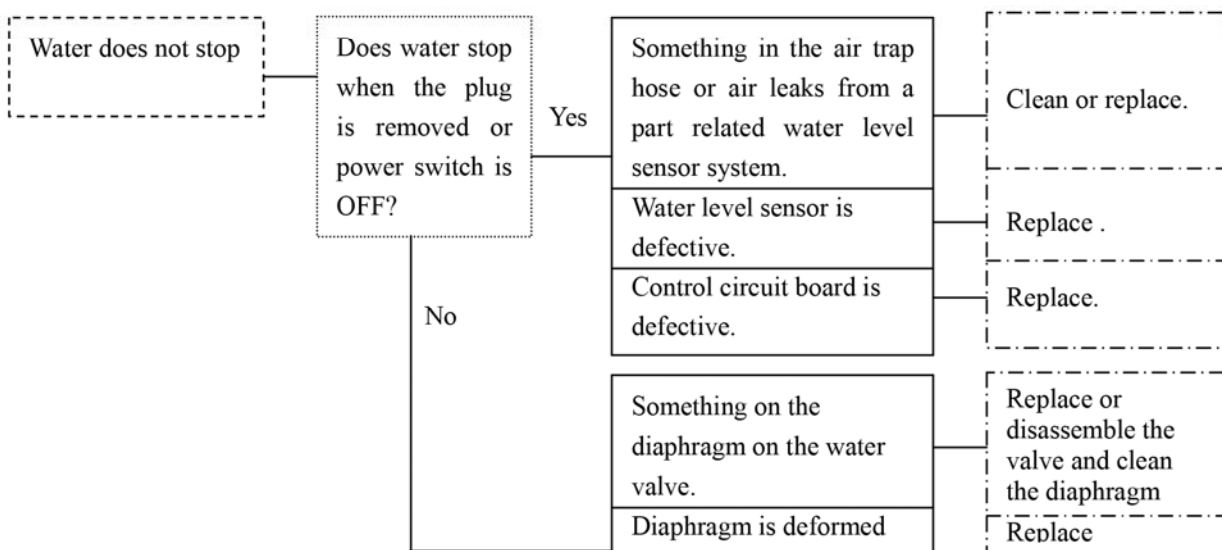 Water does not stop
Does water stop
when the plug
is removed or
power switch is
OFF?
Yes
No
Something in the air trap
hose or air leaks from a
part related water level
sensor system.
Clean or replace.
Water level sensor is
defective.
Replace .
Control circuit board is
defective.
Replace.
Something on the
diaphragm on the water
valve.
Replace or
disassemble the
valve and clean
the diaphragm
Diaphragm is deformed
Replace